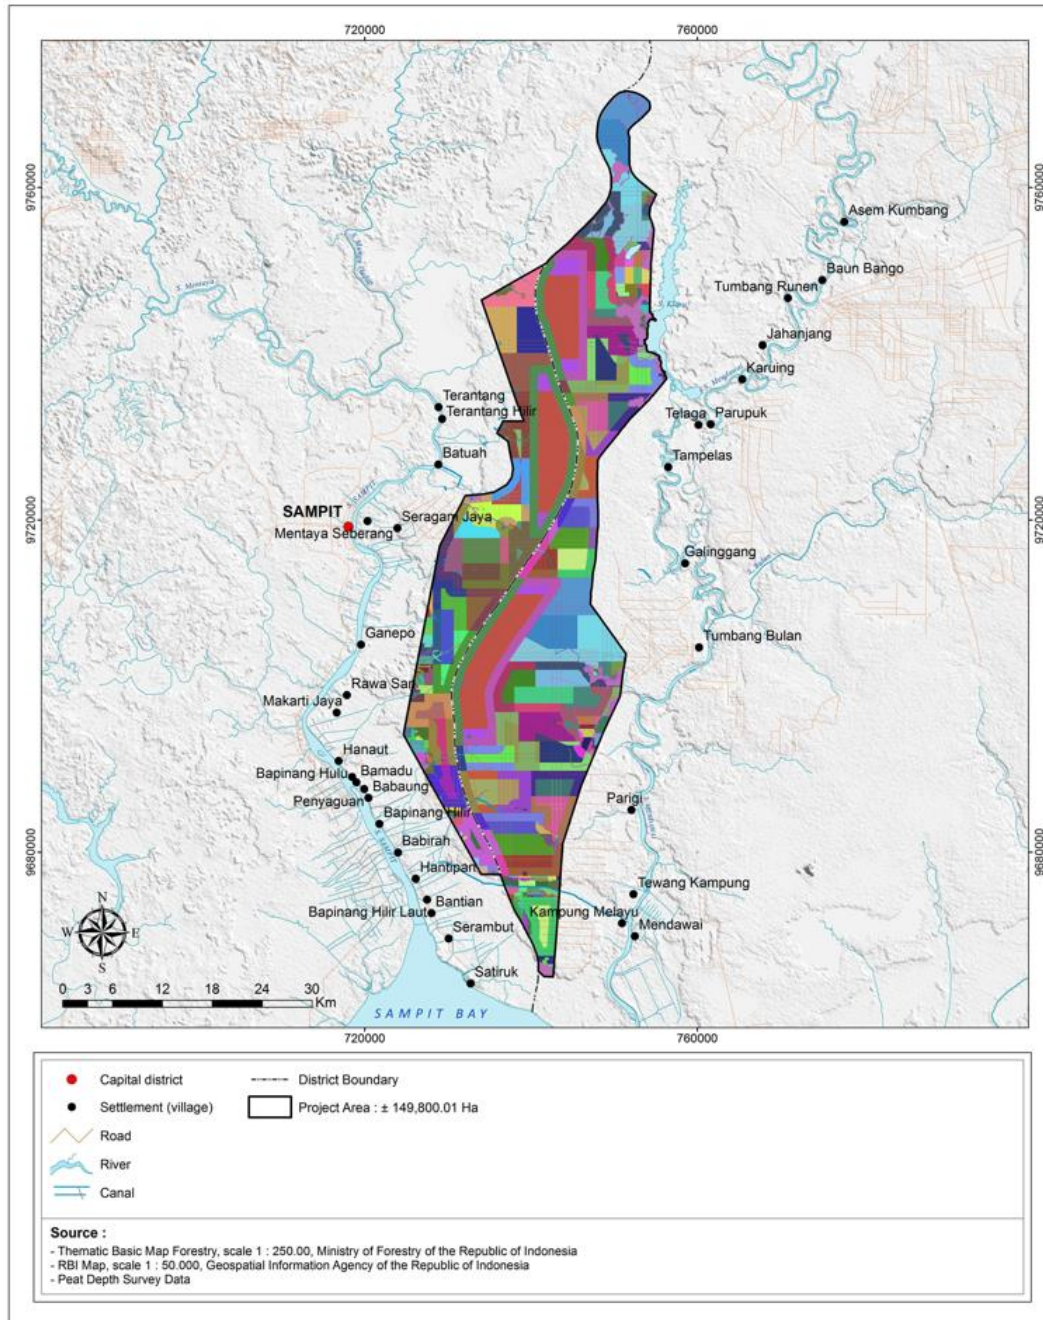 720000
760000
9760000
9760000
Asem Kumbang
Baun Bango
Tumbang Runen
S. Mentaya
Jahanjang
Karuing
Terantang
Terantang Hilir
Telaga
Parupuk
Batuah
Tampelas
S. SAMPIT
SAMPIT
Seragam Jaya
Mentaya Seberang
9720000
9720000
Galinggang
Ganepo
Tumbang Bulan
Rawa Sari
Makarti Jaya
Hanaut
Bapinang Hulu
Bamadu
Babaung
Penyaguan
Parigi
Bapinang Hilir
S. SAMPIT
Babirah
9680000
9680000
Hantipan
Tewang Kampung
Bantian
Bapinang Hilir Laut
Kampung Melayu
Mendawai
Serambut
N
W
E
S
Satiruk
0 3 6 12 18 24 30
Km
SAMPIT BAY
720000
760000
Capital district
District Boundary
Settlement (village)
Project Area : ± 149,800.01 Ha
Road
River
Canal
Source :
- Thematic Basic Map Forestry, scale 1 : 250.00, Ministry of Forestry of the Republic of Indonesia
- RBI Map, scale 1 : 50.000, Geospatial Information Agency of the Republic of Indonesia
- Peat Depth Survey Data